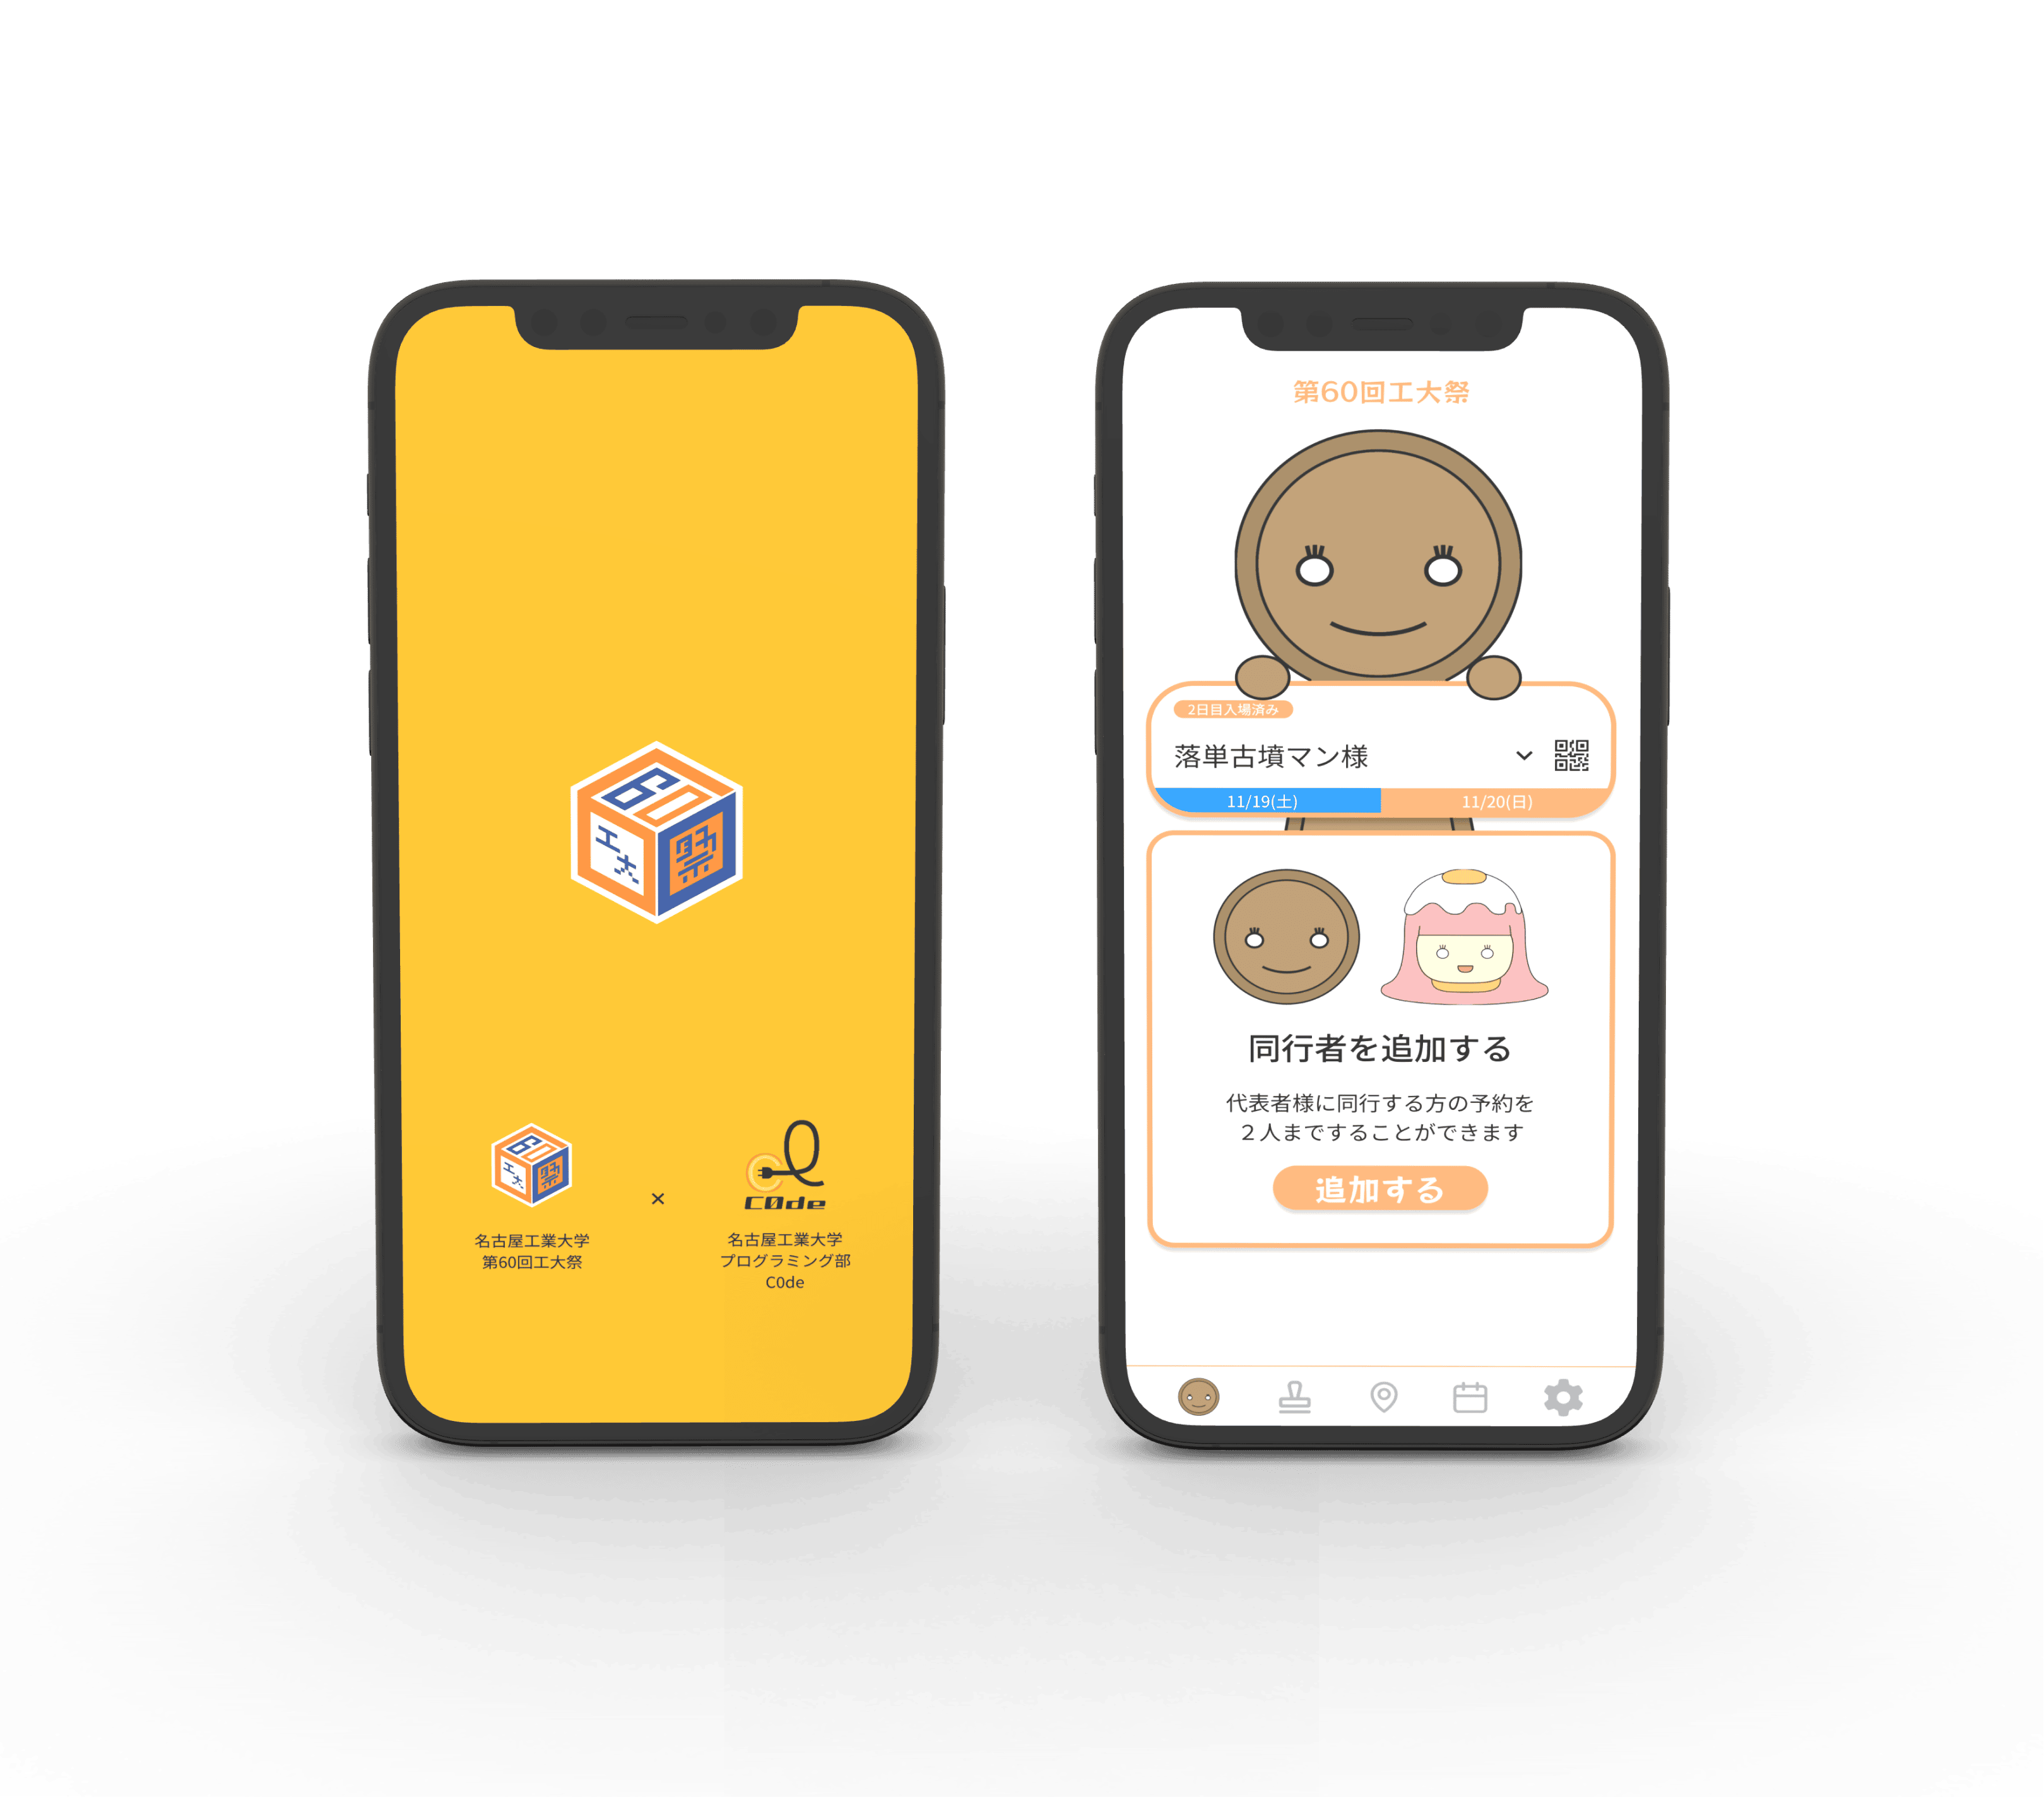 60
工大
祭
60
工大
祭
×
C0de
名古屋工業大学
第60回工大祭
名古屋工業大学
プログラミング部
C0de
第60回工大祭
2日目入場済み
落単古墳マン様
11/19(土)
11/20(日)
同行者を追加する
代表者様に同行する方の予約を
２人まですることができます
追加する